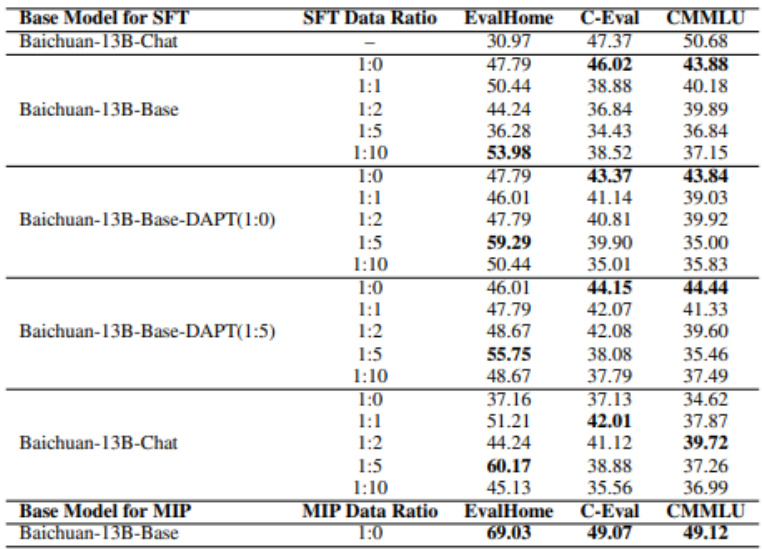 Base Model for SFT SFT Data Ratio EvalHome C-Eval CMMLU
Baichuan-13B-Chat – 30.97 47.37 50.68
1:0 47.79 46.02 43.88
1:1 50.44 38.88 40.18
Baichuan-13B-Base 1:2 44.24 36.84 39.89
1:5 36.28 34.43 36.84
1:10 53.98 38.52 37.15
1:0 47.79 43.37 43.84
1:1 46.01 41.14 39.03
Baichuan-13B-Base-DAPT(1:0) 1:2 47.79 40.81 39.92
1:5 59.29 39.90 35.00
1:10 50.44 35.01 35.83
1:0 46.01 44.15 44.44
1:1 47.79 42.07 41.33
Baichuan-13B-Base-DAPT(1:5) 1:2 48.67 42.08 39.60
1:5 55.75 38.08 35.46
1:10 48.67 37.79 37.49
1:0 37.16 37.13 34.62
1:1 51.21 42.01 37.87
Baichuan-13B-Chat 1:2 44.24 41.12 39.72
1:5 60.17 38.88 37.26
1:10 45.13 35.56 36.99
Base Model for MIP MIP Data Ratio EvalHome C-Eval CMMLU
Baichuan-13B-Base 1:0 69.03 49.07 49.12